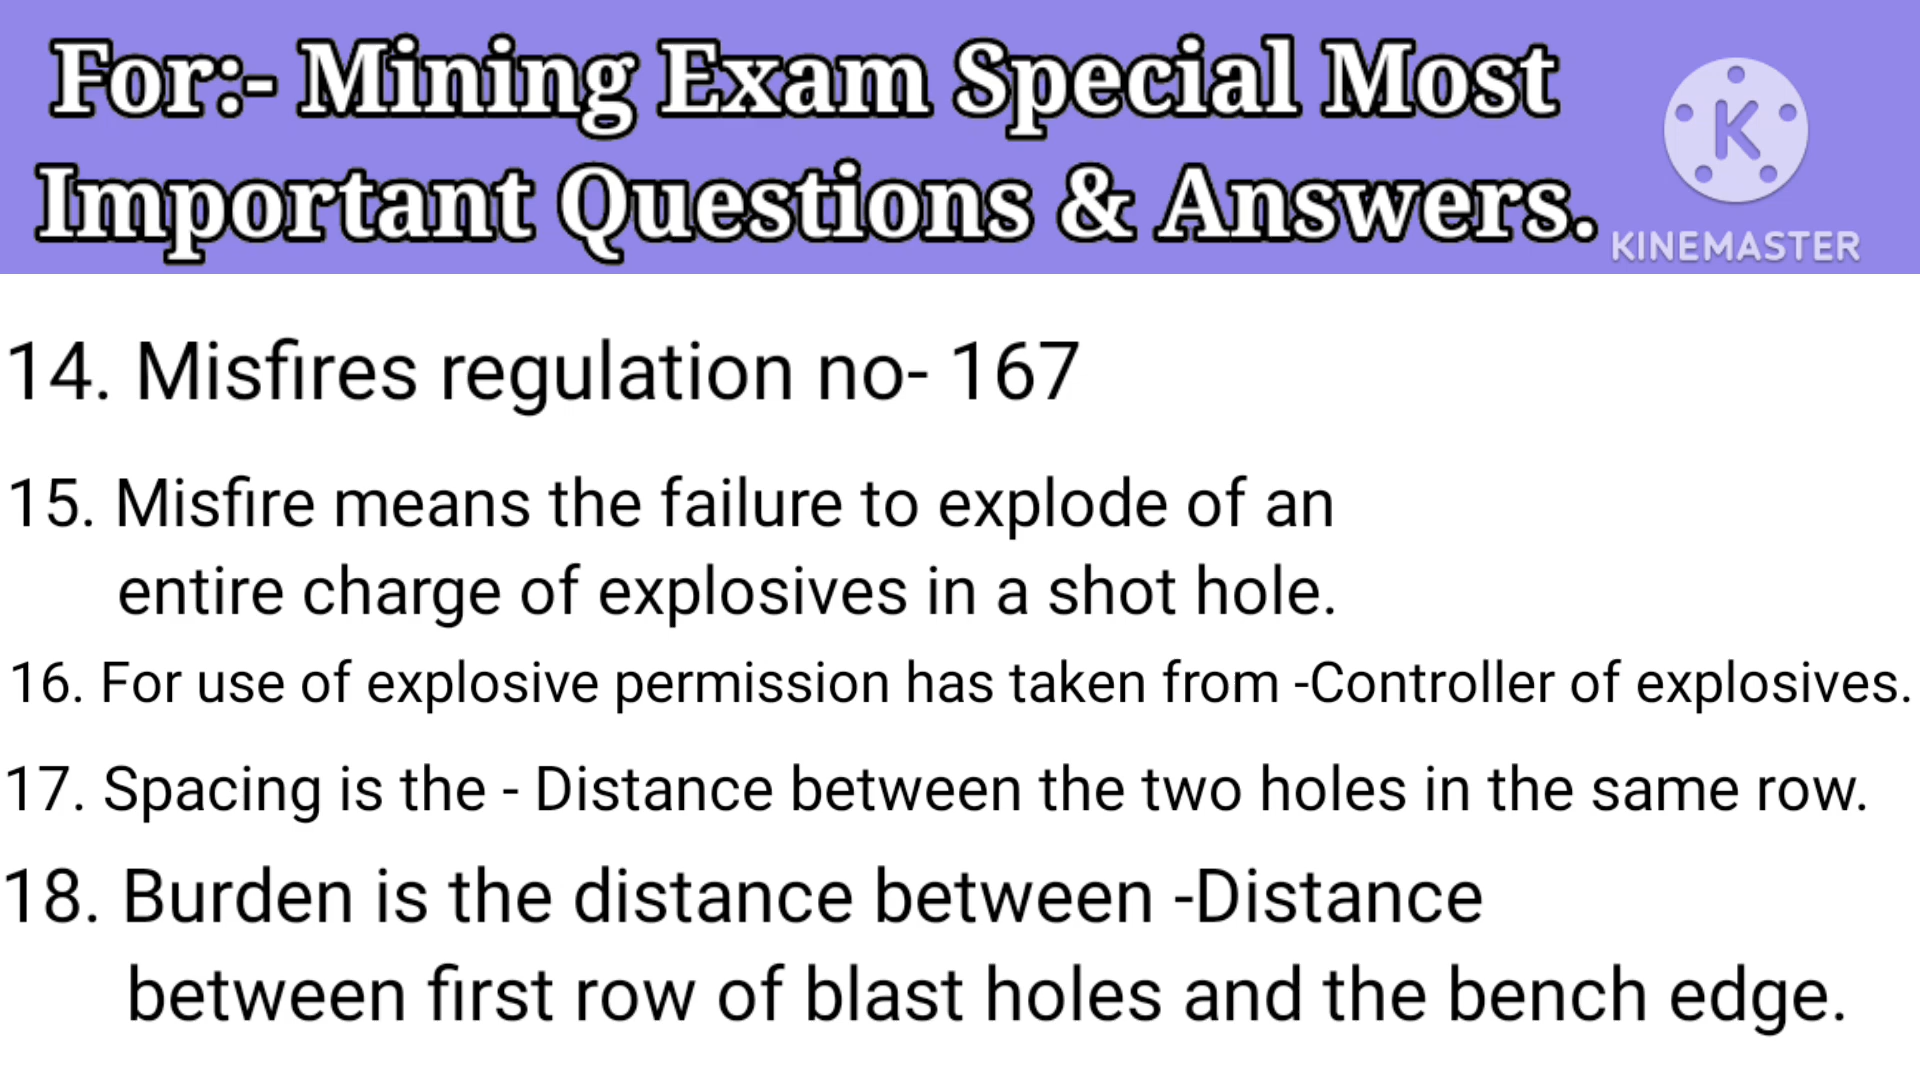 For:- Mining Exam Special Most
Important Questions & Answers.
K
KINEMASTER
14. Misfires regulation no- 167
15. Misfire means the failure to explode of an
entire charge of explosives in a shot hole.
16. For use of explosive permission has taken from -Controller of explosives.
17. Spacing is the - Distance between the two holes in the same row.
18. Burden is the distance between -Distance
between first row of blast holes and the bench edge.